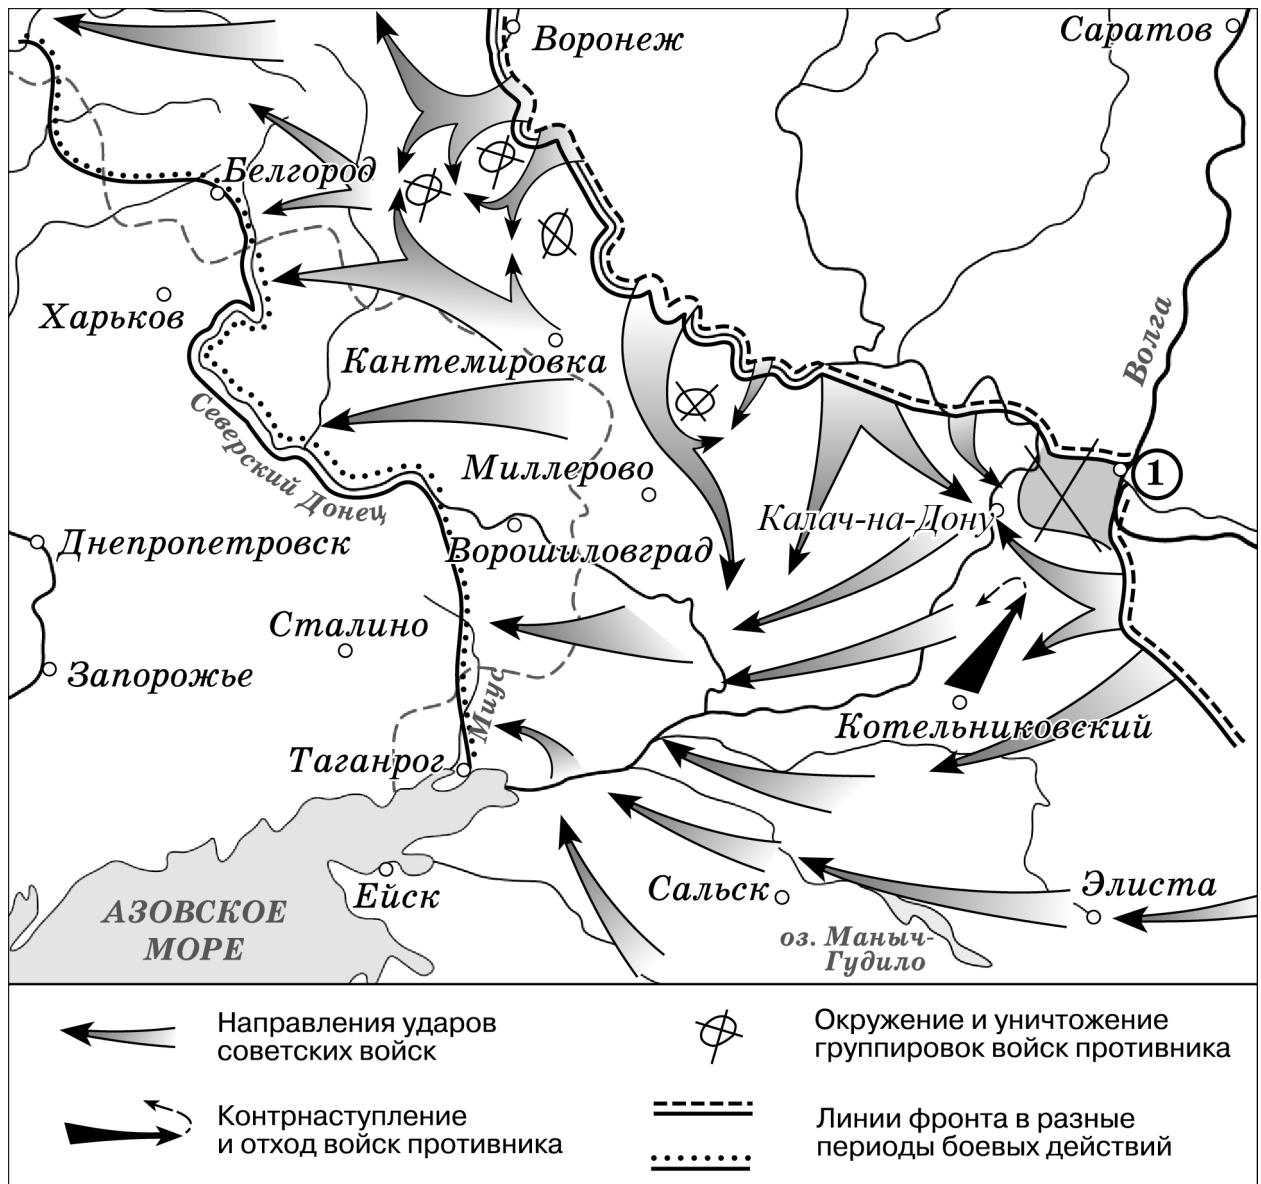 Воронеж
Саратов
Белгород
Харьков
Волга
Кантемировка
Северский Донец
Миллерово
Калач-на-Дону
1
Днепропетровск
Ворошиловград
Сталино
Запорожье
Миус
Котельниковский
Таганрог
Ейск
Сальск
Элиста
АЗОВСКОЕ
МОРЕ
оз. Маныч-
Гудило
Направления ударов
советских войск
Окружение и уничтожение
группировок войск противника
Контрнаступление
и отход войск противника
Линии фронта в разные
периоды боевых действий